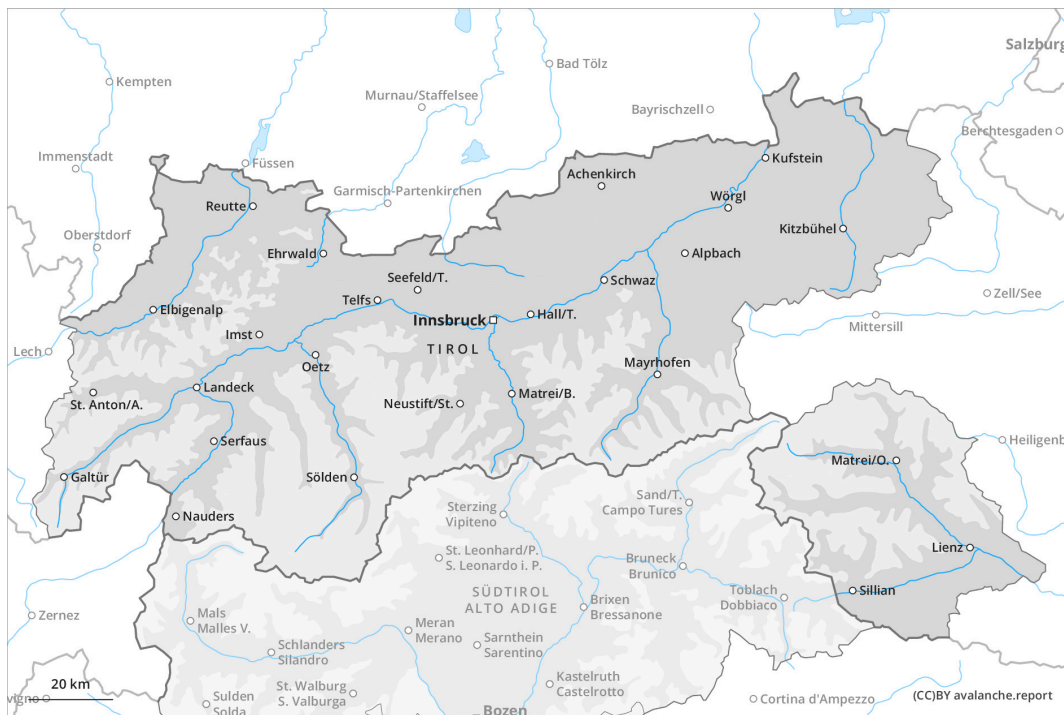 Salzburg
Kempten
Bad Tölz
Murnau/Staffelsee
Bayrischzell
Berchtesgaden
Immenstadt
Füssen
Kufstein
Achenkirch
Garmisch-Partenkirchen
Reutte
Wörgl
Oberstdorf
Kitzbühel
Ehrwald
Alpbach
Seefeld/T.
Schwaz
Zell/See
Telfs
Elbigenalp
Innsbruck
Hall/T.
Mittersill
Imst
TIROL
Lech
Oetz
Mayrhofen
Landeck
St. Anton/A.
Neustift/St.
Matrei/B.
Serfaus
Heiligenb
Matrei/O.
Galtür
Sölden
Sand/T.
Campo Tures
Sterzing
Vipiteno
Nauders
Lienz
St. Leonhard/P.
S. Leonardo i. P.
Bruneck
Brunico
SÜDTIROL
ALTO ADIGE
Toblach
Dobbiaco
Sillian
Brixen
Bressanone
Zernez
Mals
Malles V.
Meran
Merano
Sarnthein
Sarentino
Schlanders
Silandro
Kastelruth
Castelrotto
20 km
St. Walburg
S. Valburga
vigno
Sulden
Solda
Cortina d'Ampezzo
(CC)BY avalanche.report
Bozen